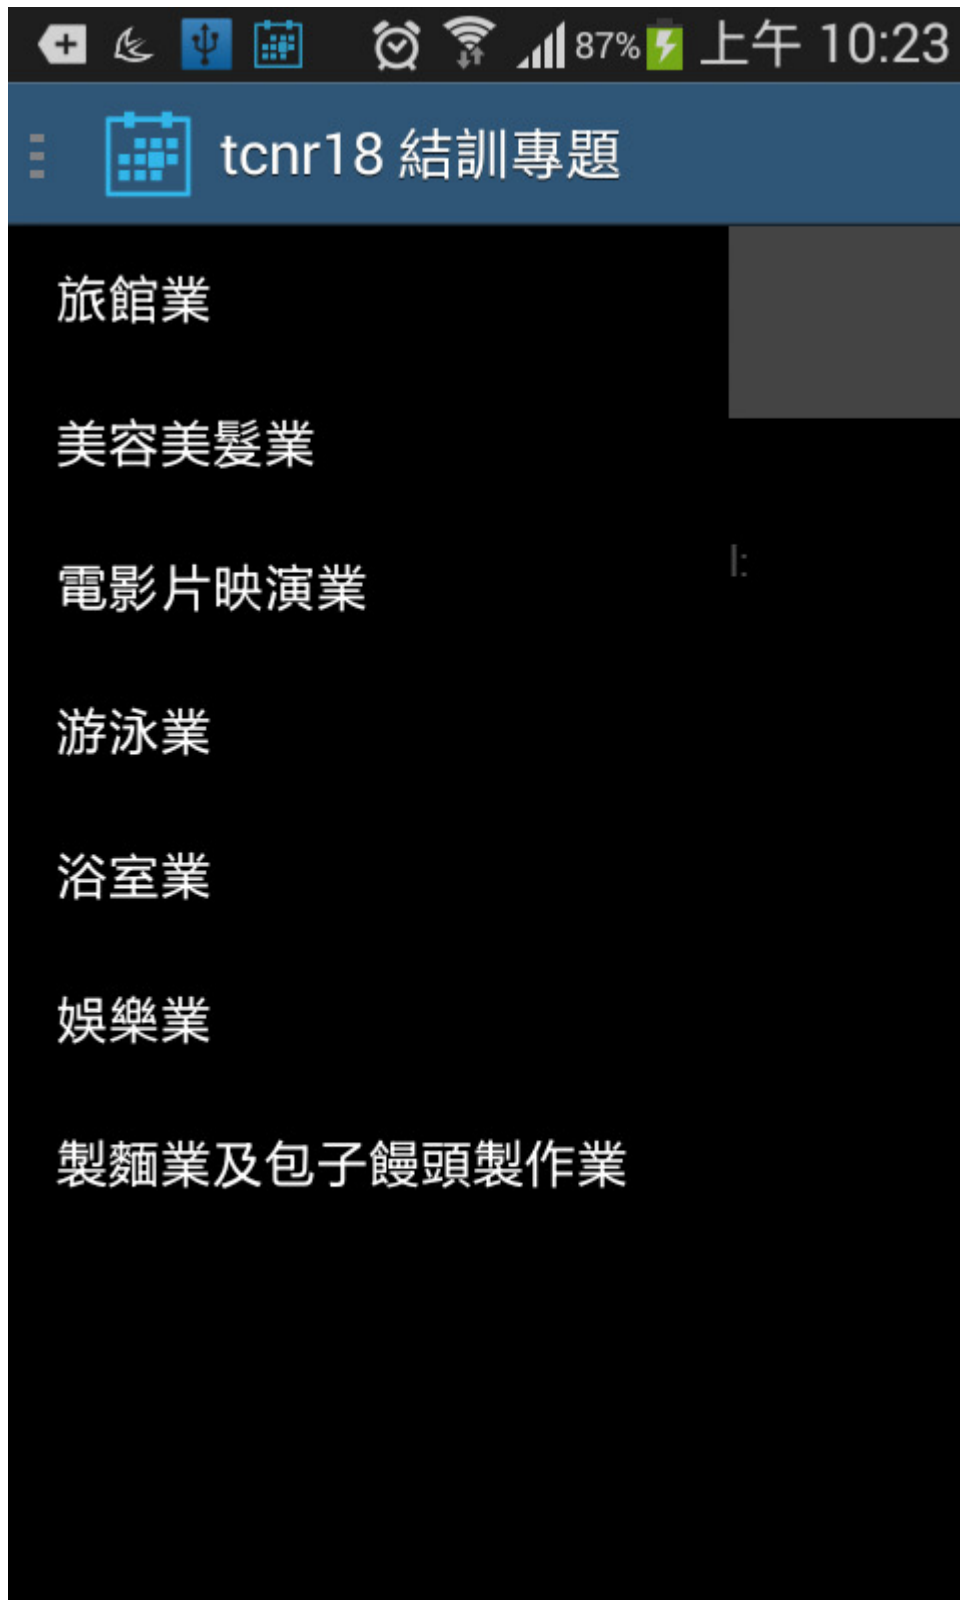 87% 上午 10:23
tcnr18 結訓專題
旅館業
美容美髮業
電影片映演業
l:
游泳業
浴室業
娛樂業
製麵業及包子饅頭製作業